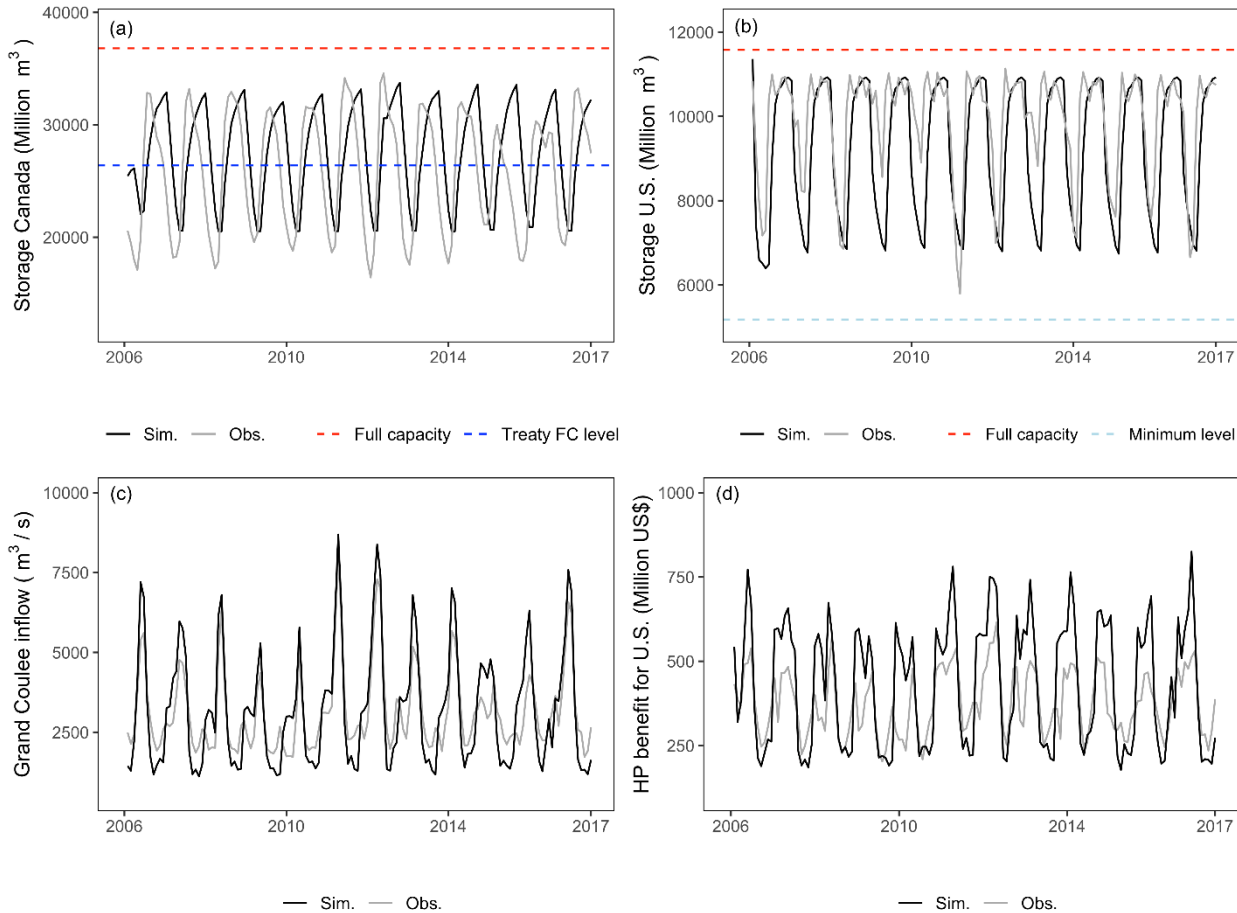 (a)
Storage Canada (Million m³)
40000
30000
20000
2006 2010 2014 2017
Sim. Obs. Full capacity Treaty FC level
(b)
Storage U.S. (Million m³)
12000
10000
8000
6000
2006 2010 2014 2017
Sim. Obs. Full capacity Minimum level
(c)
Grand Coulee inflow ( m³ / s)
10000
7500
5000
2500
2006 2010 2014 2017
Sim. Obs.
(d)
HP benefit for U.S. (Million US$)
1000
750
500
250
2006 2010 2014 2017
Sim. Obs.